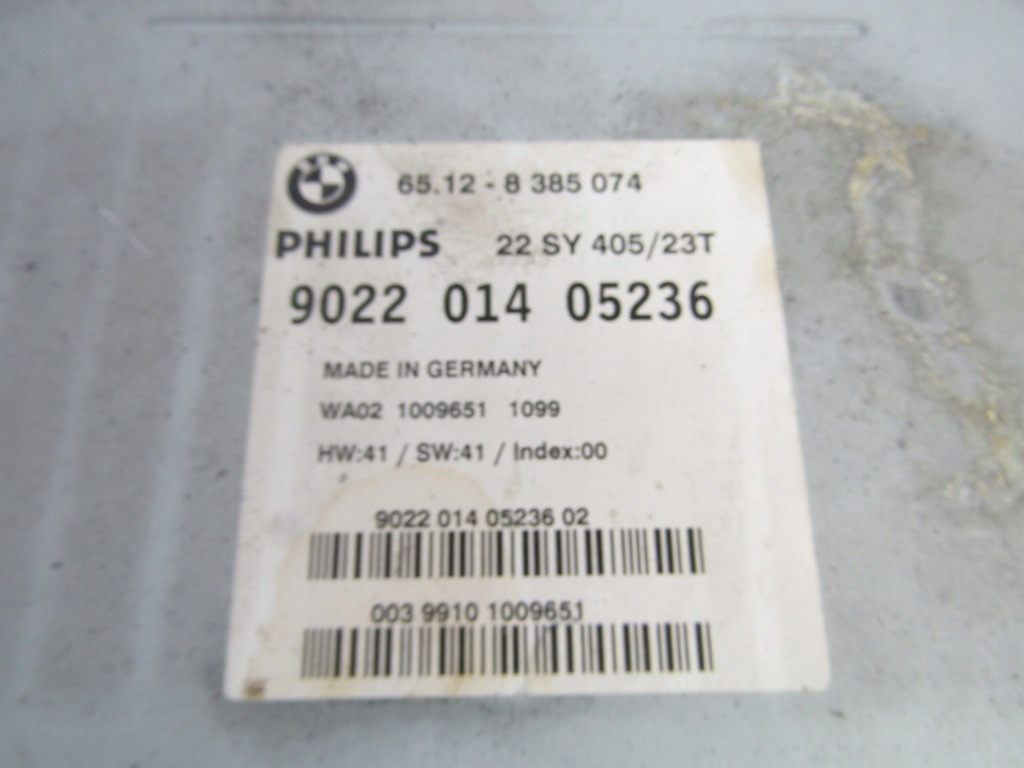 65.12 - 8 385 074
PHILIPS 22 SY 405/23T
9022 014 05236
MADE IN GERMANY
WA02 1009651 1099
HW:41 / SW:41 / Index:00
9022 014 05236 02
003 9910 1009651